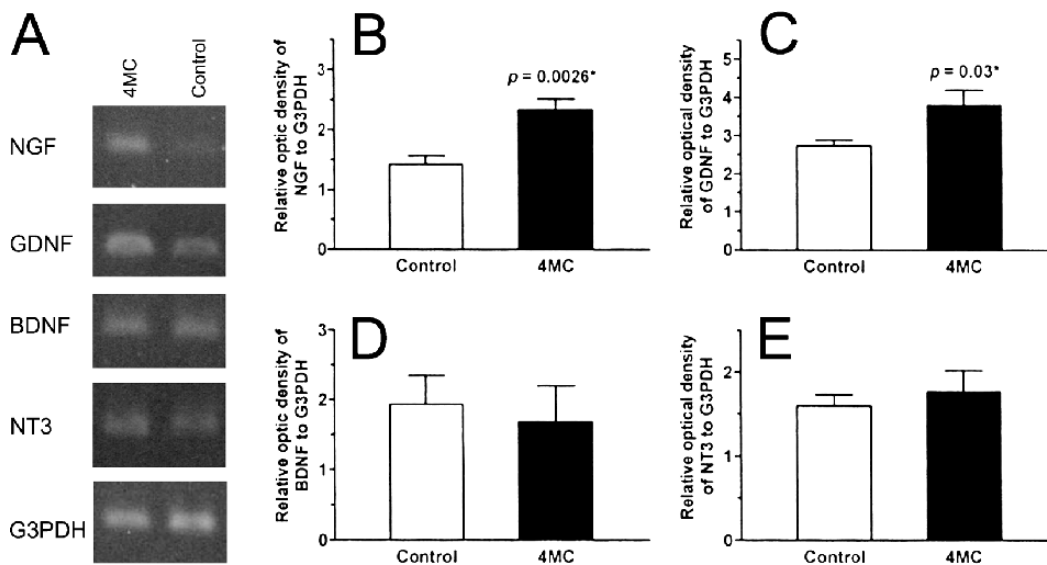 A
4MC
Control
NGF
GDNF
BDNF
NT3
G3PDH
B
Relative optic density of
NGF to G3PDH
3
2
1
0
p = 0.0026*
Control
4MC
C
Relative optical density
of GDNF to G3PDH
5
4
3
2
1
0
p = 0.03*
Control
4MC
D
Relative optic density of
BDNF to G3PDH
3
2
1
0
Control
4MC
E
Relative optical density
of NT3 to G3PDH
2
1
0
Control
4MC